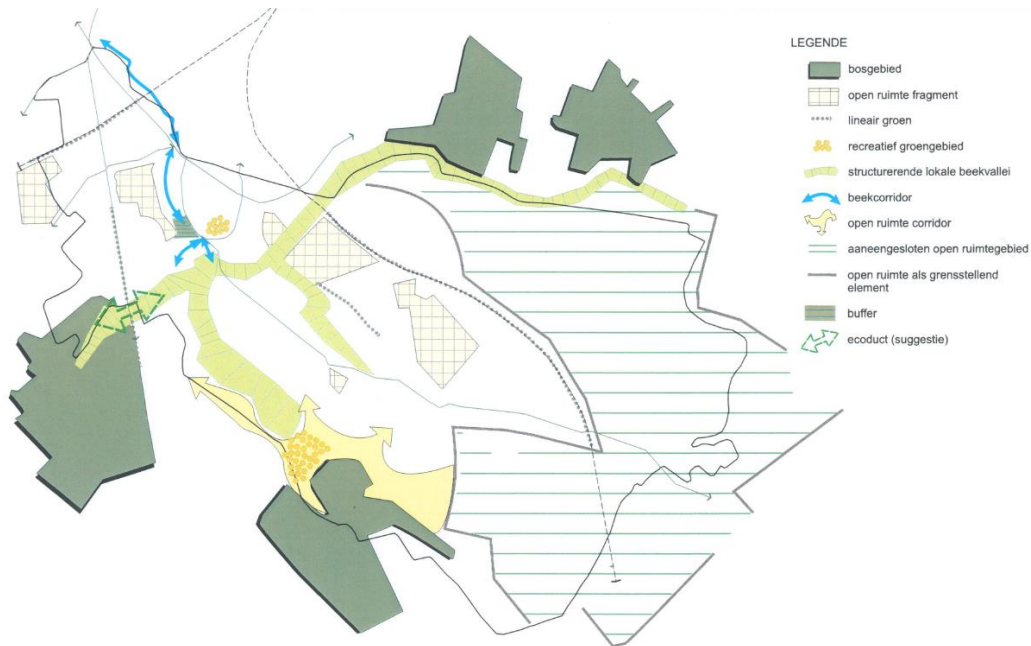 LEGENDE
bosgebied
open ruimte fragment
lineair groen
recreatief groengebied
structurerende lokale beekvallei
beekcorridor
open ruimte corridor
aaneengesloten open ruimtegebied
open ruimte als grensstellend
element
buffer
ecoduct (suggestie)